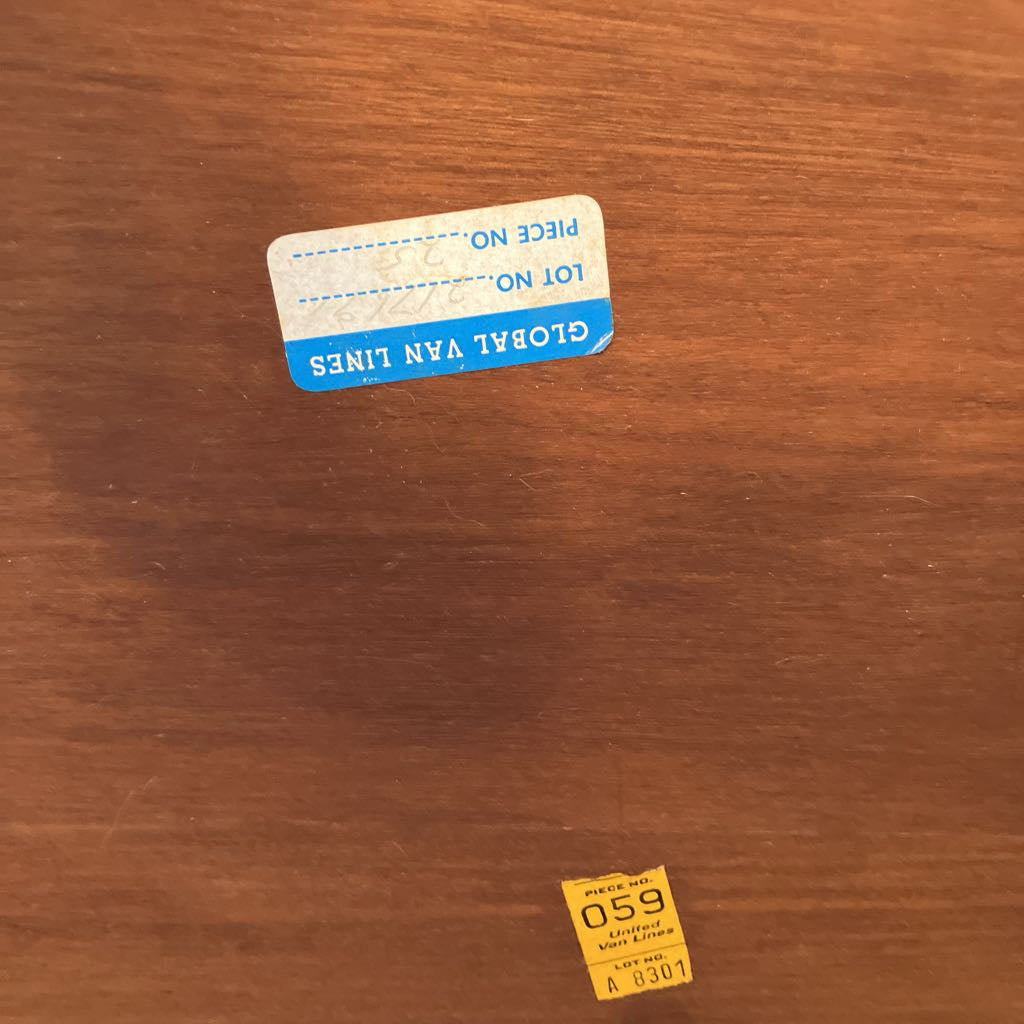 GLOBAL VAN LINES
LOT NO.
PIECE NO.
PIECE NO.
059
United
Van Lines
LOT NO.
A 8301